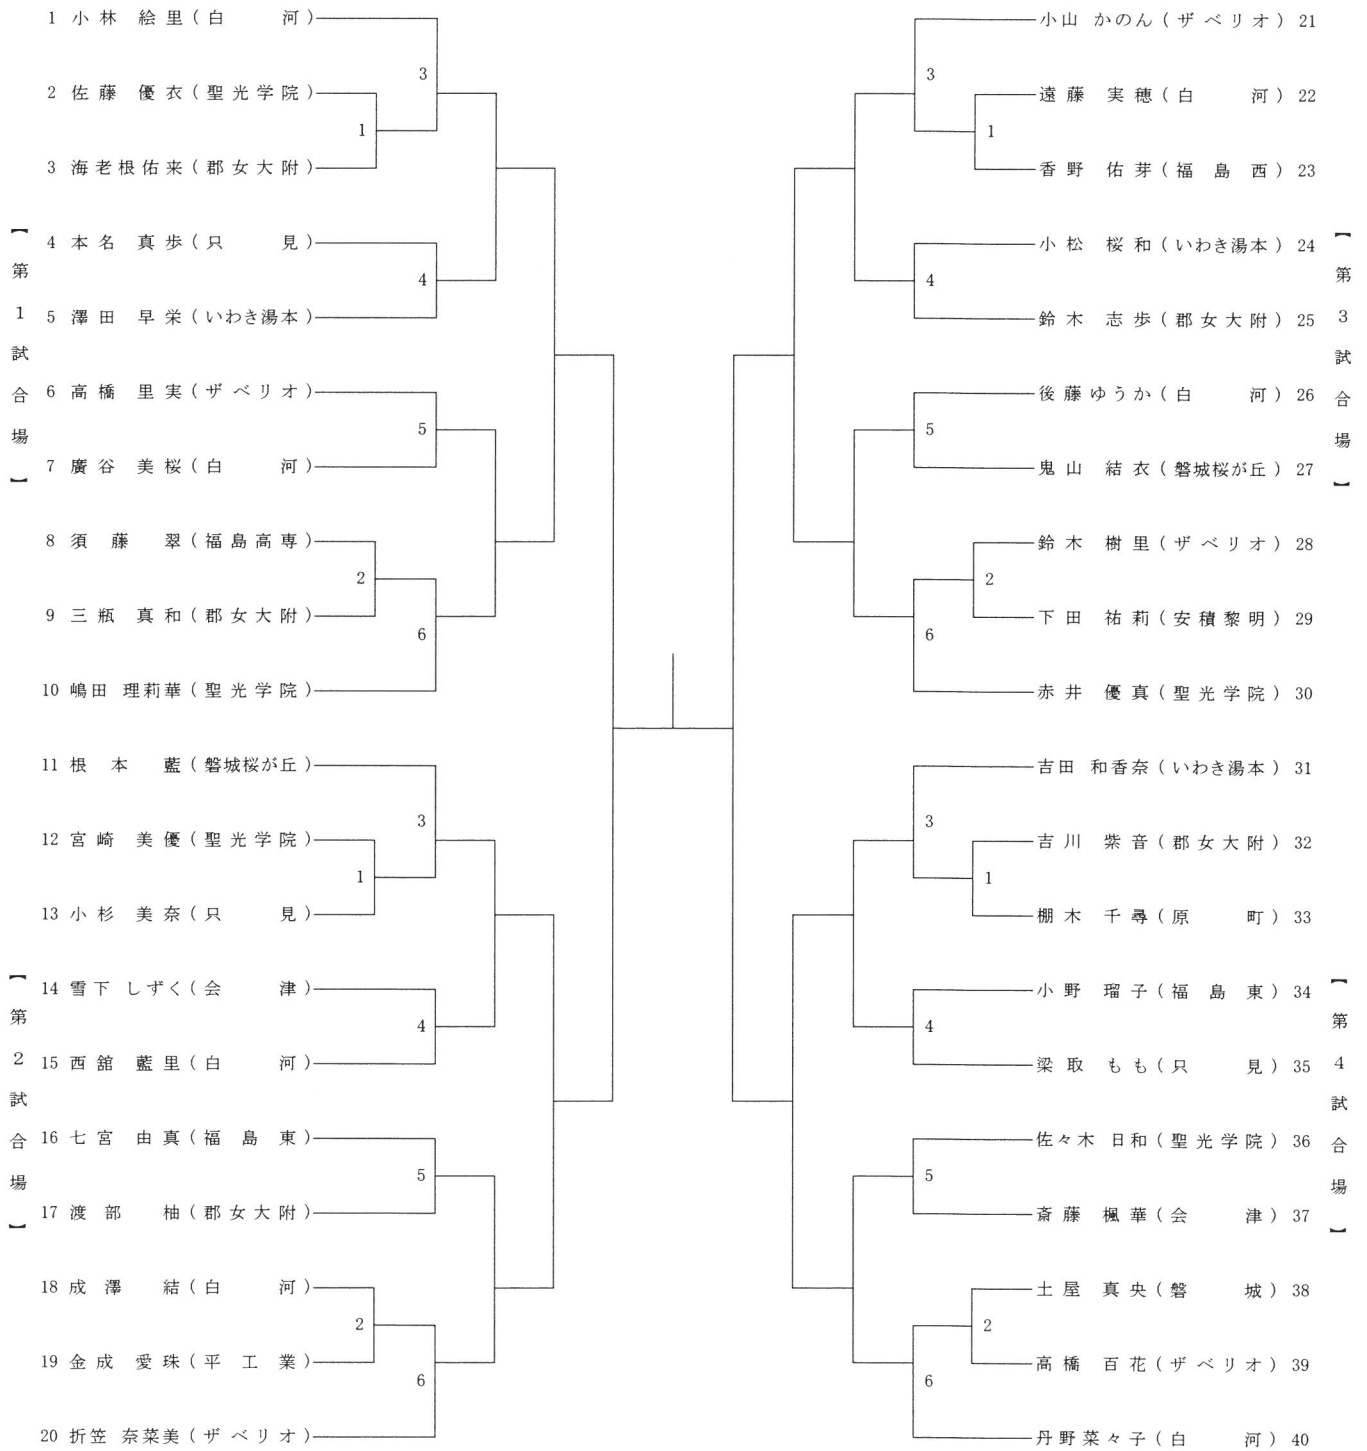 1 小林 絵里 (白河)
2 佐藤 優衣 (聖光学院)
3 海老根佑来 (郡女大附)
4 本名 真歩 (只見)
5 澤田 早栄 (いわき湯本)
6 高橋 里実 (ザベリオ)
7 廣谷 美桜 (白河)
8 須藤 翠 (福島高専)
9 三瓶 真和 (郡女大附)
10 嶋田 理莉華 (聖光学院)
【第1試合場】
3
1
4
5
2
6
11 根本 藍 (磐城桜が丘)
12 宮崎 美優 (聖光学院)
13 小杉 美奈 (只見)
14 雪下 しずく (会津)
15 西舘 藍里 (白河)
16 七宮 由真 (福島東)
17 渡部 柚 (郡女大附)
18 成澤 結 (白河)
19 金成 愛珠 (平工業)
20 折笠 奈菜美 (ザベリオ)
【第2試合場】
3
1
4
5
2
6
小山 かのん (ザベリオ) 21
遠藤 実穂 (白河) 22
香野 佑芽 (福島西) 23
小松 桜和 (いわき湯本) 24
鈴木 志歩 (郡女大附) 25
後藤ゆうか (白河) 26
鬼山 結衣 (磐城桜が丘) 27
鈴木 樹里 (ザベリオ) 28
下田 祐莉 (安積黎明) 29
赤井 優真 (聖光学院) 30
【第3試合場】
3
1
4
5
2
6
吉田 和香奈 (いわき湯本) 31
吉川 紫音 (郡女大附) 32
棚木 千尋 (原町) 33
小野 瑠子 (福島東) 34
梁取 もも (只見) 35
佐々木 日和 (聖光学院) 36
斎藤 楓華 (会津) 37
土屋 真央 (磐城) 38
高橋 百花 (ザベリオ) 39
丹野菜々子 (白河) 40
【第4試合場】
3
1
4
5
2
6